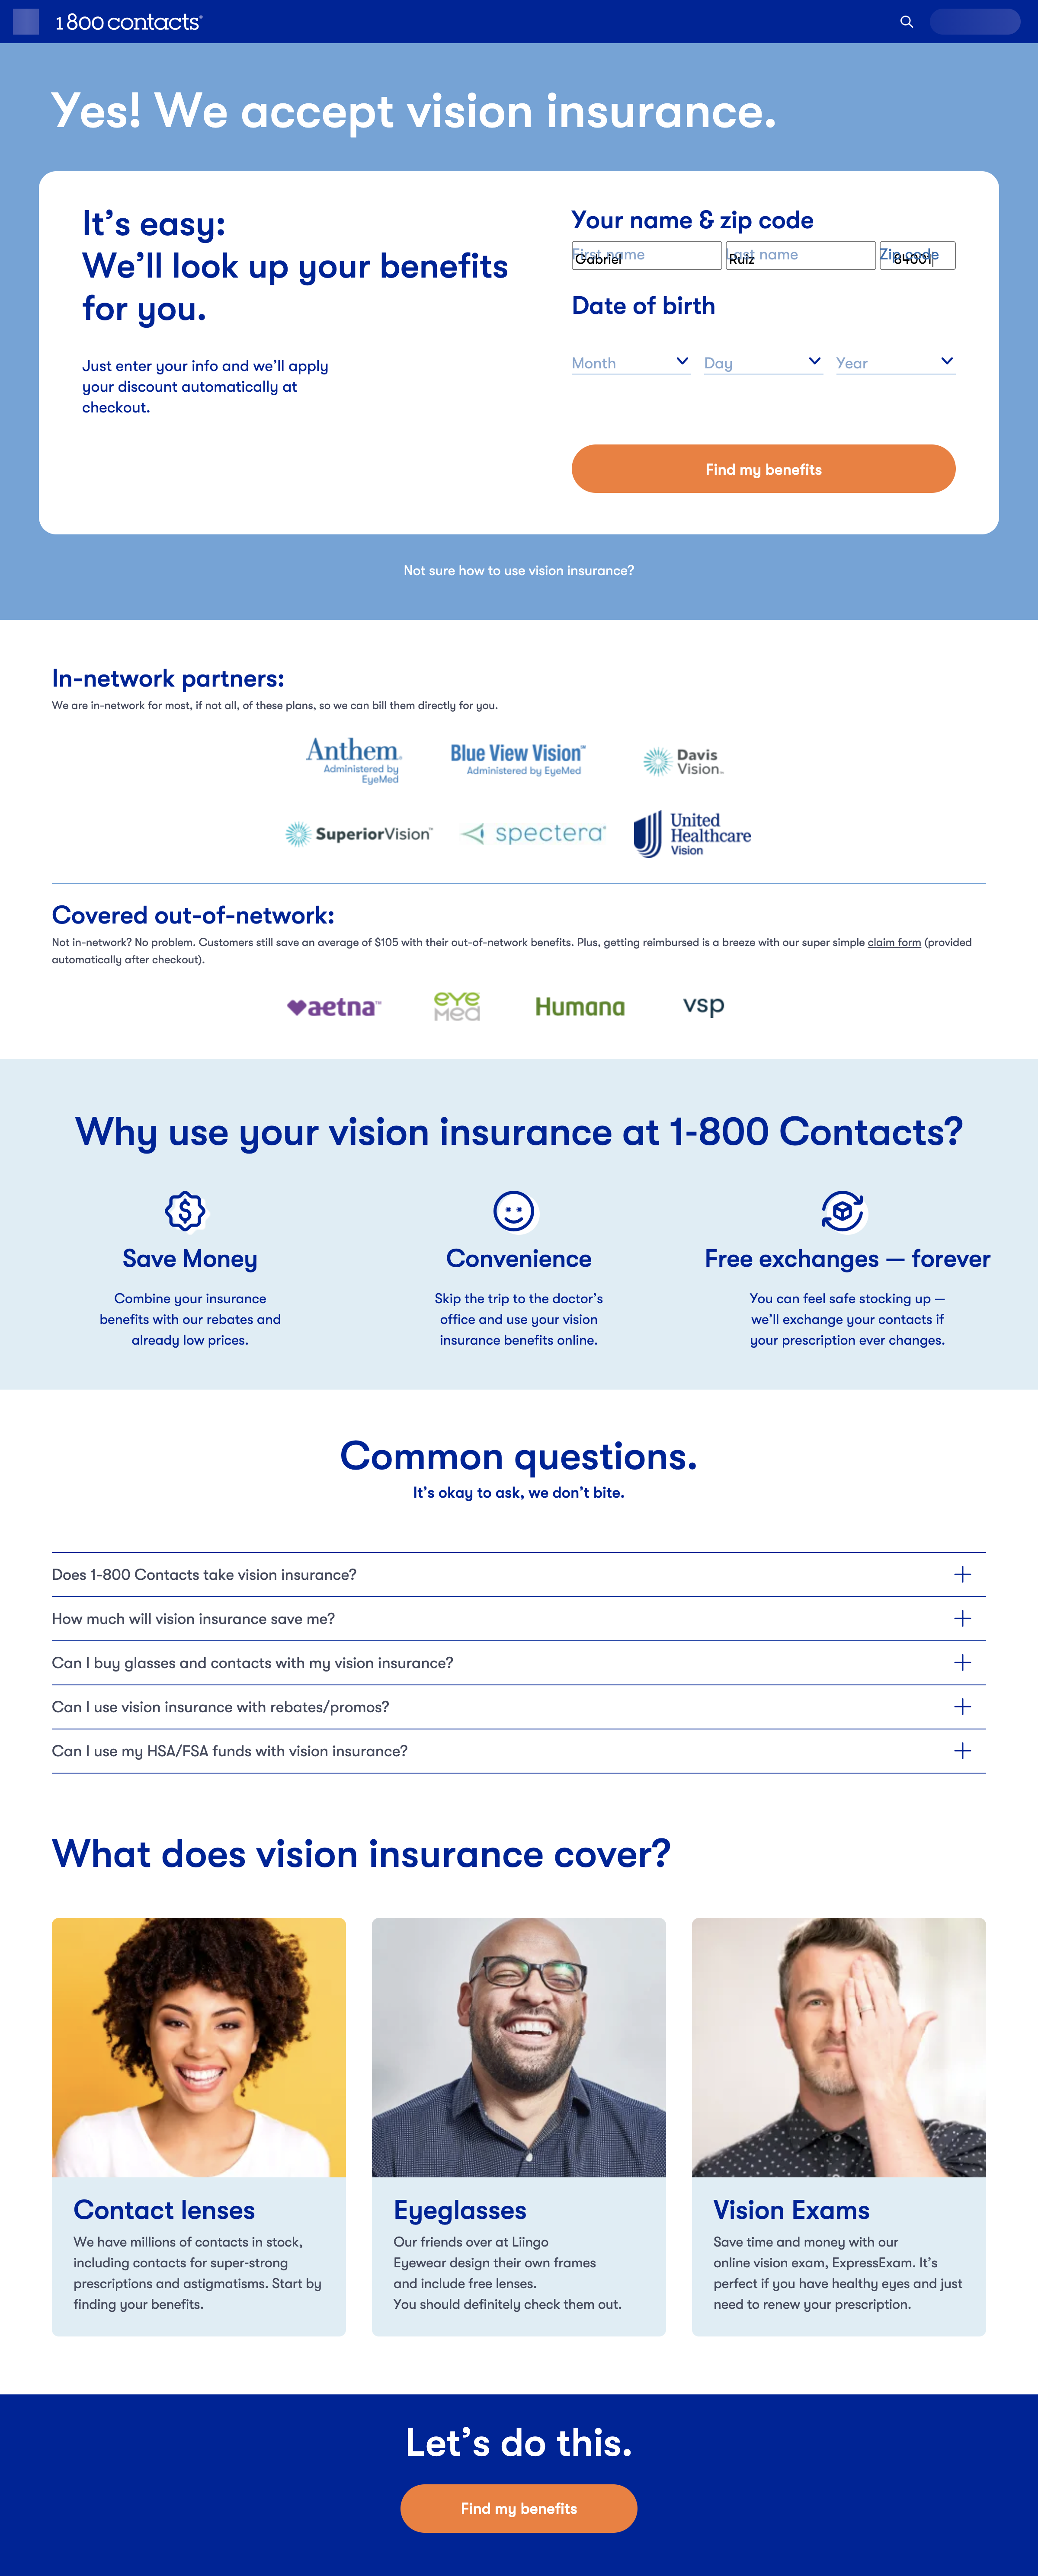 1 800 contacts®
Yes! We accept vision insurance.
It’s easy:
We’ll look up your benefits
for you.
Just enter your info and we’ll apply
your discount automatically at
checkout.
Your name & zip code
First name Last name Zip code
Gabriel Ruiz 84001
Date of birth
Month Day Year
Find my benefits
Not sure how to use vision insurance?
In-network partners:
We are in-network for most, if not all, of these plans, so we can bill them directly for you.
Anthem®
Administered by
EyeMed
Blue View Vision℠
Administered by EyeMed
Davis
Vision™
SuperiorVision™
spectera®
United
Healthcare
Vision
Covered out-of-network:
Not in-network? No problem. Customers still save an average of $105 with their out-of-network benefits. Plus, getting reimbursed is a breeze with our super simple claim form (provided
automatically after checkout).
aetna™
eye
med
Humana
vsp
Why use your vision insurance at 1-800 Contacts?
$
Save Money
Combine your insurance
benefits with our rebates and
already low prices.
Convenience
Skip the trip to the doctor’s
office and use your vision
insurance benefits online.
Free exchanges — forever
You can feel safe stocking up —
we’ll exchange your contacts if
your prescription ever changes.
Common questions.
It’s okay to ask, we don’t bite.
Does 1-800 Contacts take vision insurance?
How much will vision insurance save me?
Can I buy glasses and contacts with my vision insurance?
Can I use vision insurance with rebates/promos?
Can I use my HSA/FSA funds with vision insurance?
What does vision insurance cover?
Contact lenses
We have millions of contacts in stock,
including contacts for super-strong
prescriptions and astigmatisms. Start by
finding your benefits.
Eyeglasses
Our friends over at Liingo
Eyewear design their own frames
and include free lenses.
You should definitely check them out.
Vision Exams
Save time and money with our
online vision exam, ExpressExam. It’s
perfect if you have healthy eyes and just
need to renew your prescription.
Let’s do this.
Find my benefits